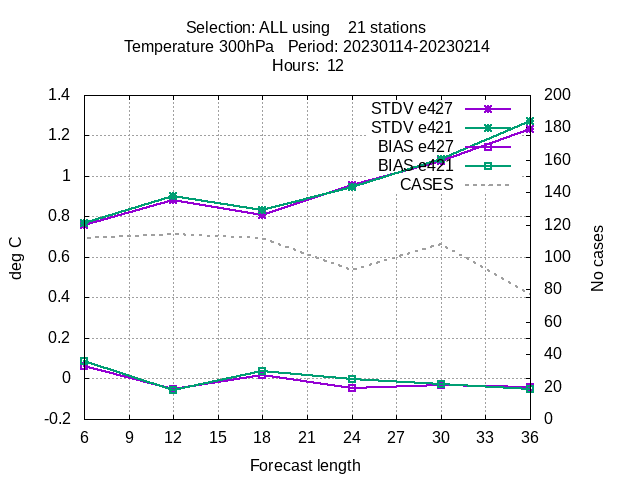 Selection: ALL using    21 stations
Temperature 300hPa   Period: 20230114-20230214
Hours:  12
STDV e427
STDV e421
BIAS e427
BIAS e421
CASES
1.4
1.2
1
0.8
0.6
0.4
0.2
0
-0.2
deg C
200
180
160
140
120
100
80
60
40
20
0
No cases
6 9 12 15 18 21 24 27 30 33 36
Forecast length